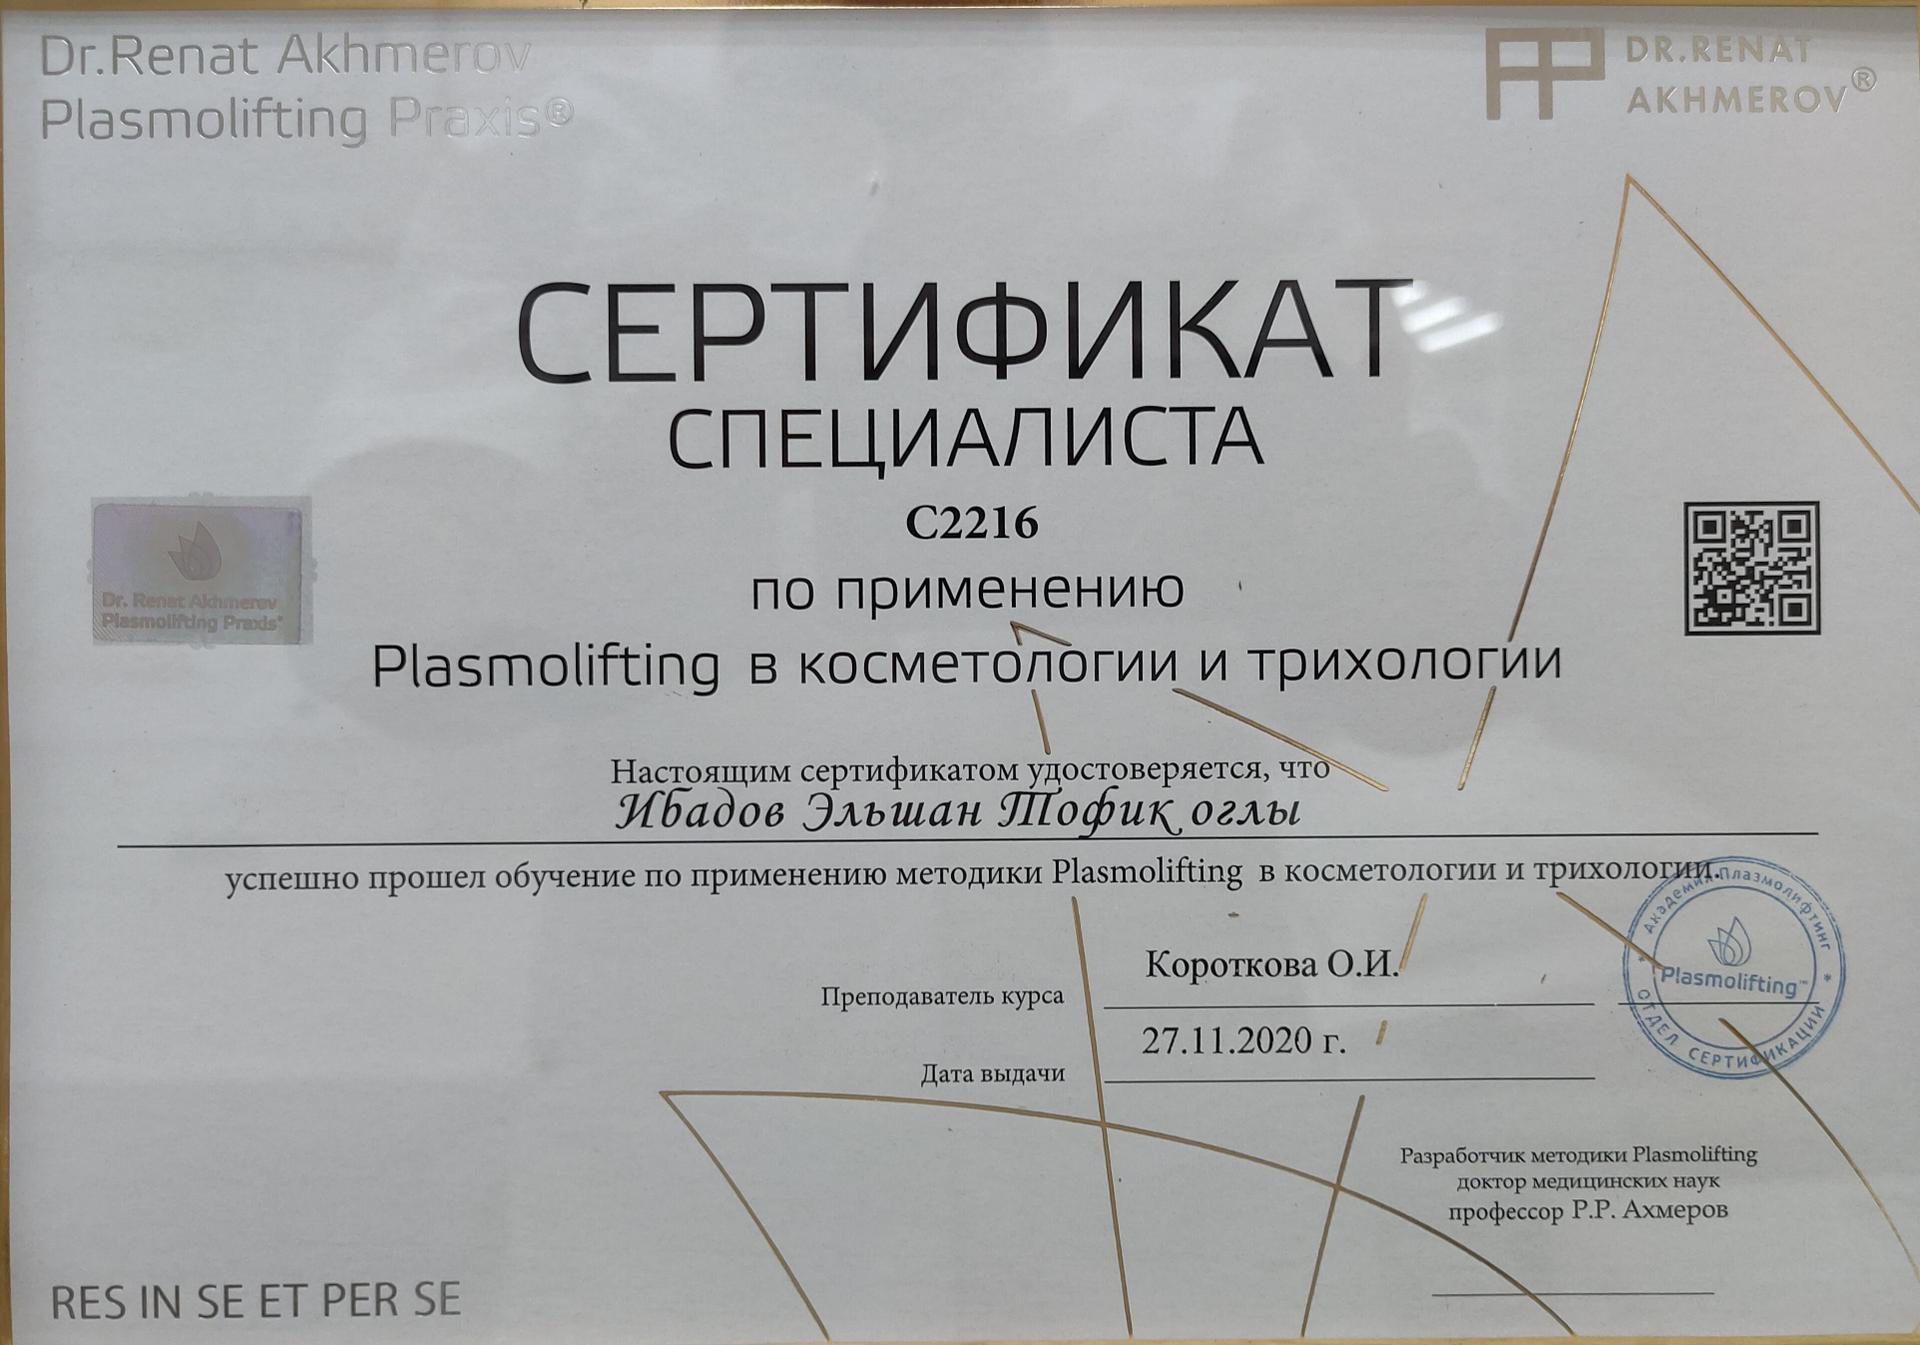 Dr.Renat Akhmerov
Plasmolifting Praxis®
DR.RENAT
AKHMEROV®
СЕРТИФИКАТ
СПЕЦИАЛИСТА
С2216
по применению
Plasmolifting в косметологии и трихологии
Dr. Renat Akhmerov
Plasmolifting Praxis®
Настоящим сертификатом удостоверяется, что
Ибадов Эльшан Тофик оглы
успешно прошел обучение по применению методики Plasmolifting в косметологии и трихологии.
Преподаватель курса
Короткова О.И.
Дата выдачи
27.11.2020 г.
Академия Плазмолифтинг
Plasmolifting™
* ОТДЕЛ СЕРТИФИКАЦИИ *
Разработчик методики Plasmolifting
доктор медицинских наук
профессор Р.Р. Ахмеров
RES IN SE ET PER SE